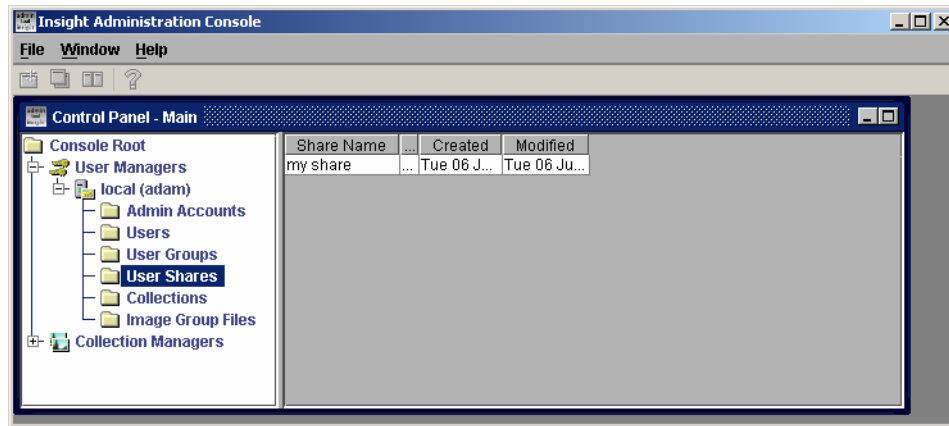 Insight Administration Console
File Window Help
Control Panel - Main
Console Root
User Managers
local (adam)
Admin Accounts
Users
User Groups
User Shares
Collections
Image Group Files
Collection Managers
Share Name ... Created Modified
my share ... Tue 06 J... Tue 06 Ju...